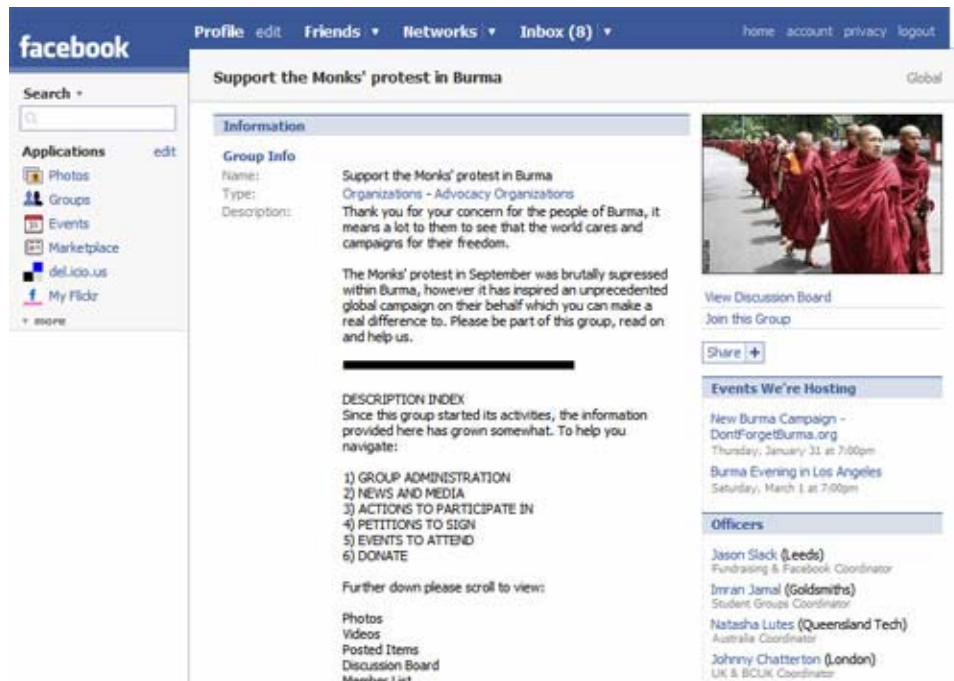 facebook
Profile edit Friends Networks Inbox (8) home account privacy logout
Search
Applications edit
Photos
Groups
Events
Marketplace
del.icio.us
My Flickr
more
Support the Monks' protest in Burma Global
Information
Group Info
Name: Support the Monks' protest in Burma
Type: Organizations - Advocacy Organizations
Description: Thank you for your concern for the people of Burma, it
means a lot to them to see that the world cares and
campaigns for their freedom.
The Monks' protest in September was brutally supressed
within Burma, however it has inspired an unprecedented
global campaign on their behalf which you can make a
real difference to. Please be part of this group, read on
and help us.
DESCRIPTION INDEX
Since this group started its activities, the information
provided here has grown somewhat. To help you
navigate:
1) GROUP ADMINISTRATION
2) NEWS AND MEDIA
3) ACTIONS TO PARTICIPATE IN
4) PETITIONS TO SIGN
5) EVENTS TO ATTEND
6) DONATE
Further down please scroll to view:
Photos
Videos
Posted Items
Discussion Board
Member List
View Discussion Board
Join this Group
Share +
Events We're Hosting
New Burma Campaign -
DontForgetBurma.org
Thursday, January 31 at 7:00pm
Burma Evening in Los Angeles
Saturday, March 1 at 7:00pm
Officers
Jason Slack (Leeds)
Fundraising & Facebook Coordinator
Imran Jamal (Goldsmiths)
Student Groups Coordinator
Natasha Lutes (Queensland Tech)
Australia Coordinator
Johnny Chatterton (London)
UK & BCUK Coordinator